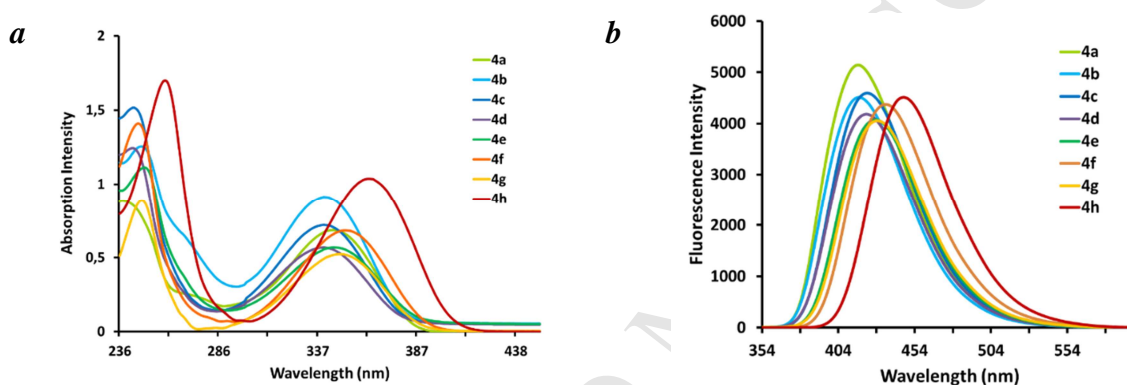 a
Absorption Intensity
2
1,5
1
0,5
0
236 286 337 387 438
Wavelength (nm)
4a
4b
4c
4d
4e
4f
4g
4h
b
Fluorescence Intensity
6000
5000
4000
3000
2000
1000
0
354 404 454 504 554
Wavelength (nm)
4a
4b
4c
4d
4e
4f
4g
4h